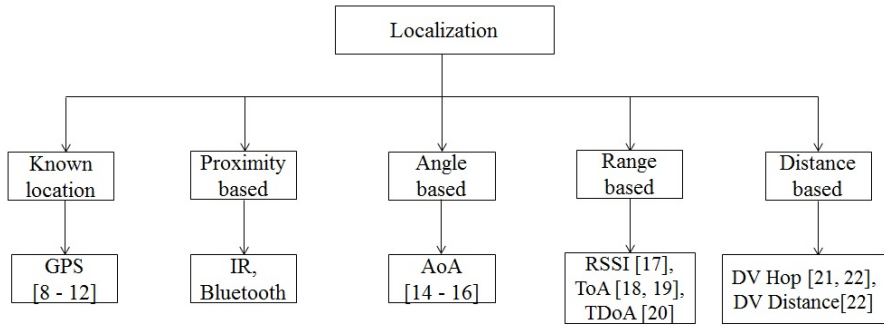 Localization
Known
location
Proximity
based
Angle
based
Range
based
Distance
based
GPS
[8 - 12]
IR,
Bluetooth
AoA
[14 - 16]
RSSI [17],
ToA [18, 19],
TDoA [20]
DV Hop [21, 22],
DV Distance[22]